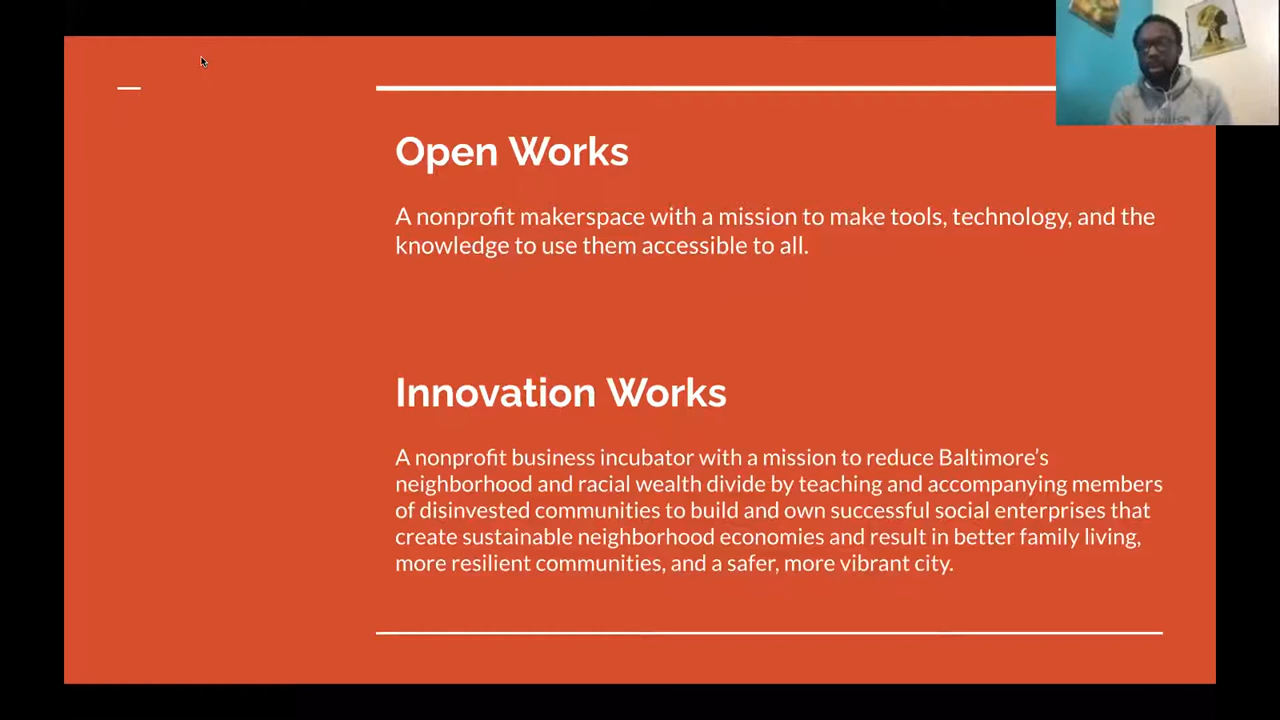 Open Works
A nonprofit makerspace with a mission to make tools, technology, and the
knowledge to use them accessible to all.
Innovation Works
A nonprofit business incubator with a mission to reduce Baltimore’s
neighborhood and racial wealth divide by teaching and accompanying members
of disinvested communities to build and own successful social enterprises that
create sustainable neighborhood economies and result in better family living,
more resilient communities, and a safer, more vibrant city.